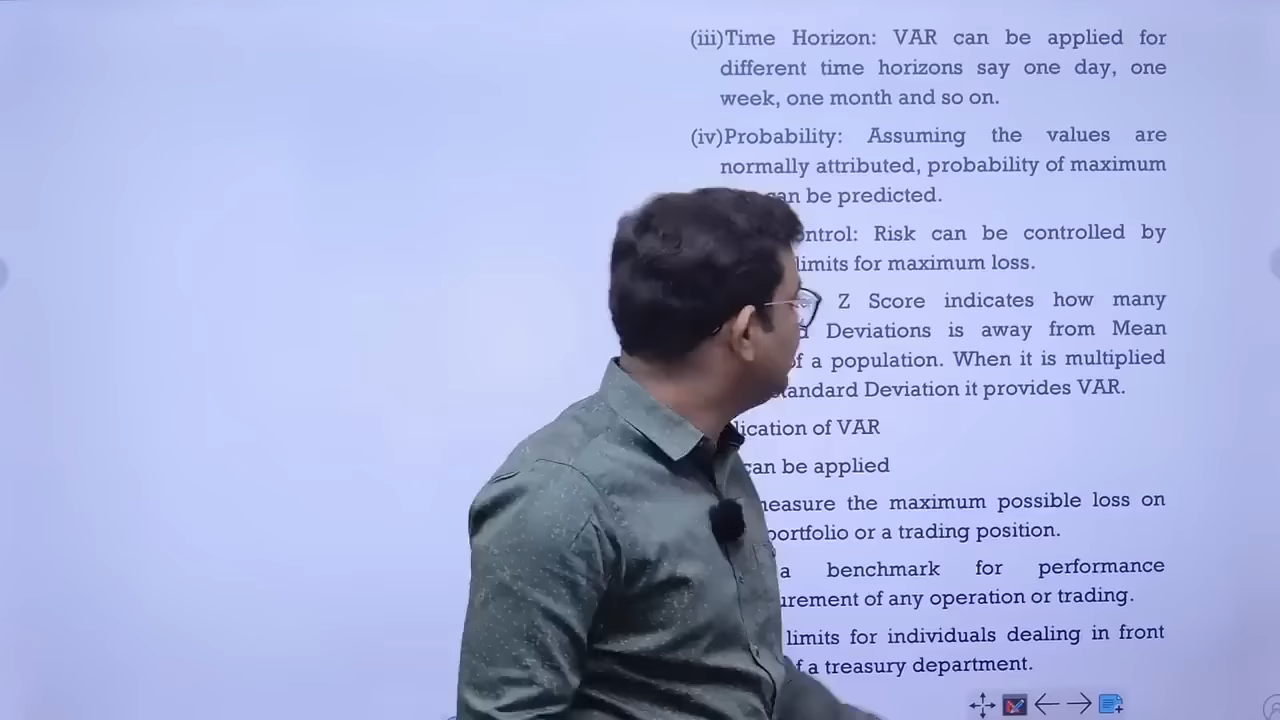 (iii)Time Horizon: VAR can be applied for
different time horizons say one day, one
week, one month and so on.
(iv)Probability: Assuming the values are
normally attributed, probability of maximum
can be predicted.
Risk can be controlled by
limits for maximum loss.
Z Score indicates how many
Deviations is away from Mean
of a population. When it is multiplied
Standard Deviation it provides VAR.
of VAR
can be applied
measure the maximum possible loss on
portfolio or a trading position.
a benchmark for performance
of any operation or trading.
limits for individuals dealing in front
of a treasury department.